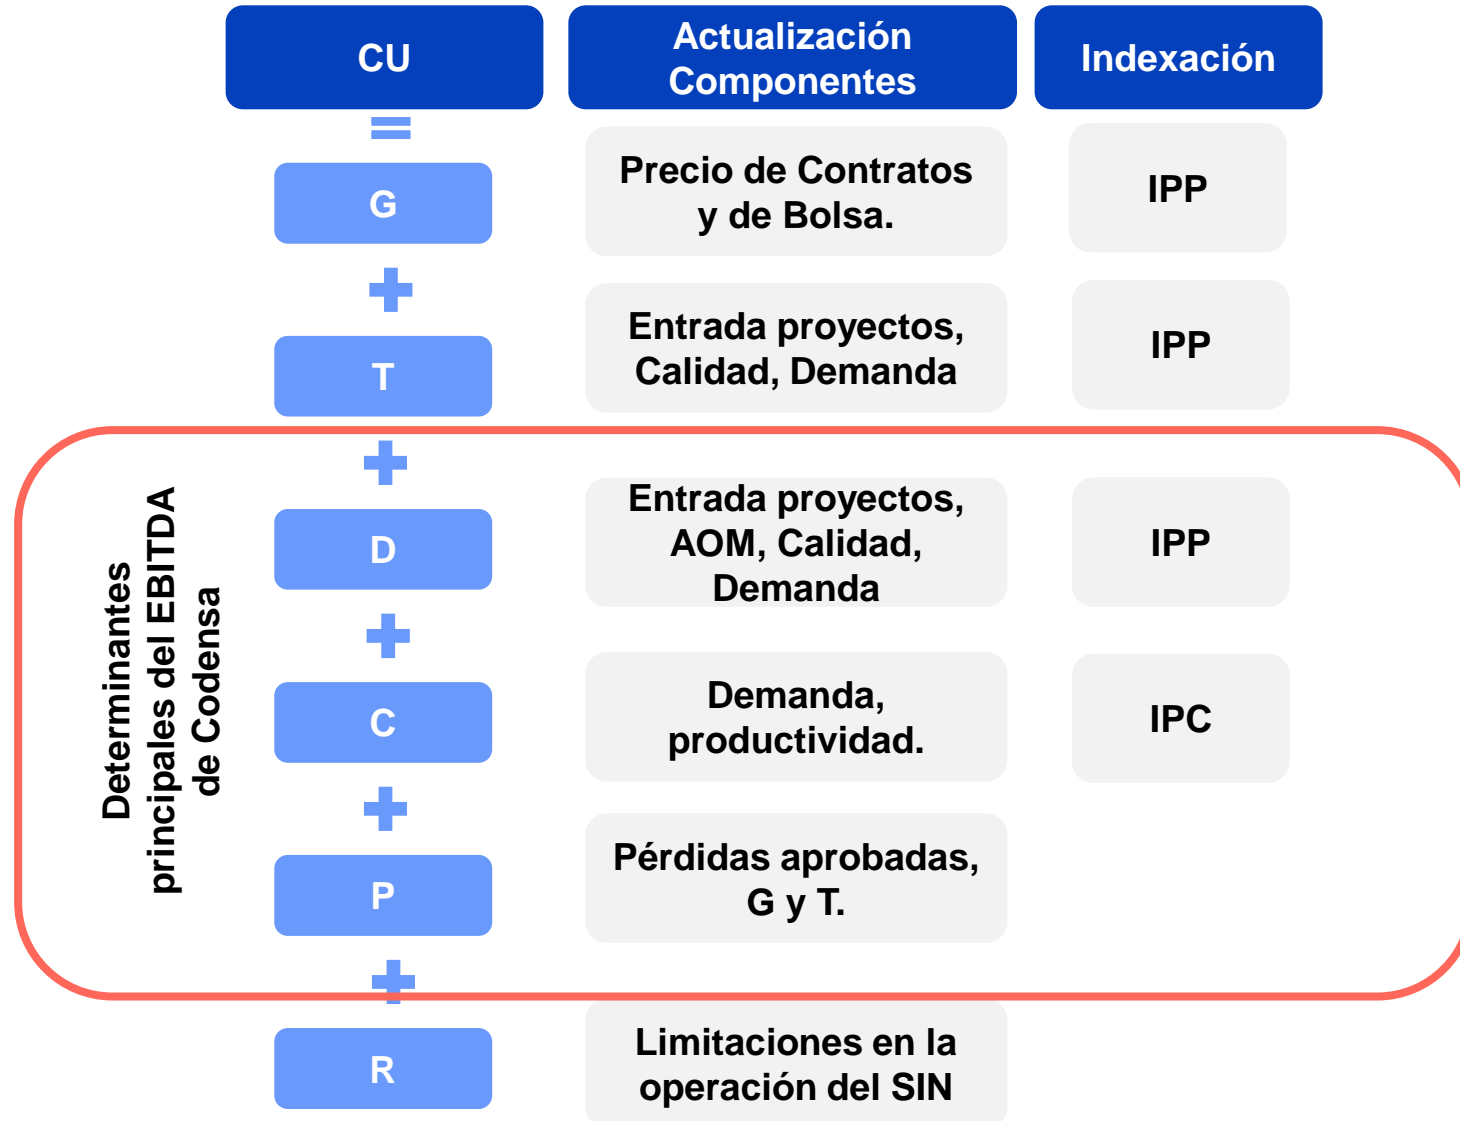 CU
Actualización
Componentes
Indexación
=
G
Precio de Contratos
y de Bolsa.
IPP
+
T
Entrada proyectos,
Calidad, Demanda
IPP
Determinantes
principales del EBITDA
de Codensa
+
D
Entrada proyectos,
AOM, Calidad,
Demanda
IPP
+
C
Demanda,
productividad.
IPC
+
P
Pérdidas aprobadas,
G y T.
+
R
Limitaciones en la
operación del SIN